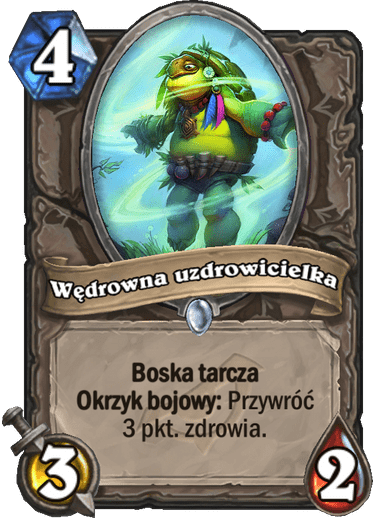 4
Wędrowna uzdrowicielka
Boska tarcza
Okrzyk bojowy: Przywróć
3 pkt. zdrowia.
3
2